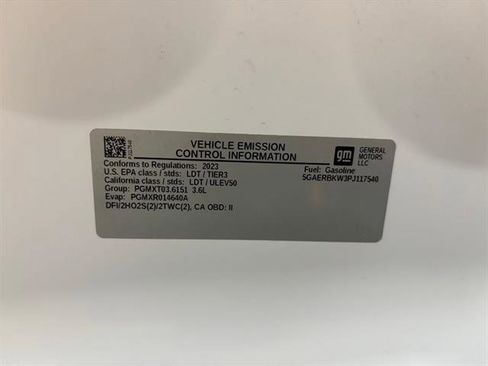 VEHICLE EMISSION
CONTROL INFORMATION
gm
GENERAL
MOTORS LLC
Conforms to Regulations: 2023
Fuel: Gasoline
U.S. EPA class / stds: LDT / TIER3
5GAERBKW3PJ117540
California class / stds: LDT / ULEV50
Group: PGMXT03.6151 3.6L
Evap: PGMXR014640A
DFI/2HO2S(2)/2TWC(2), CA OBD: II
PJ117540